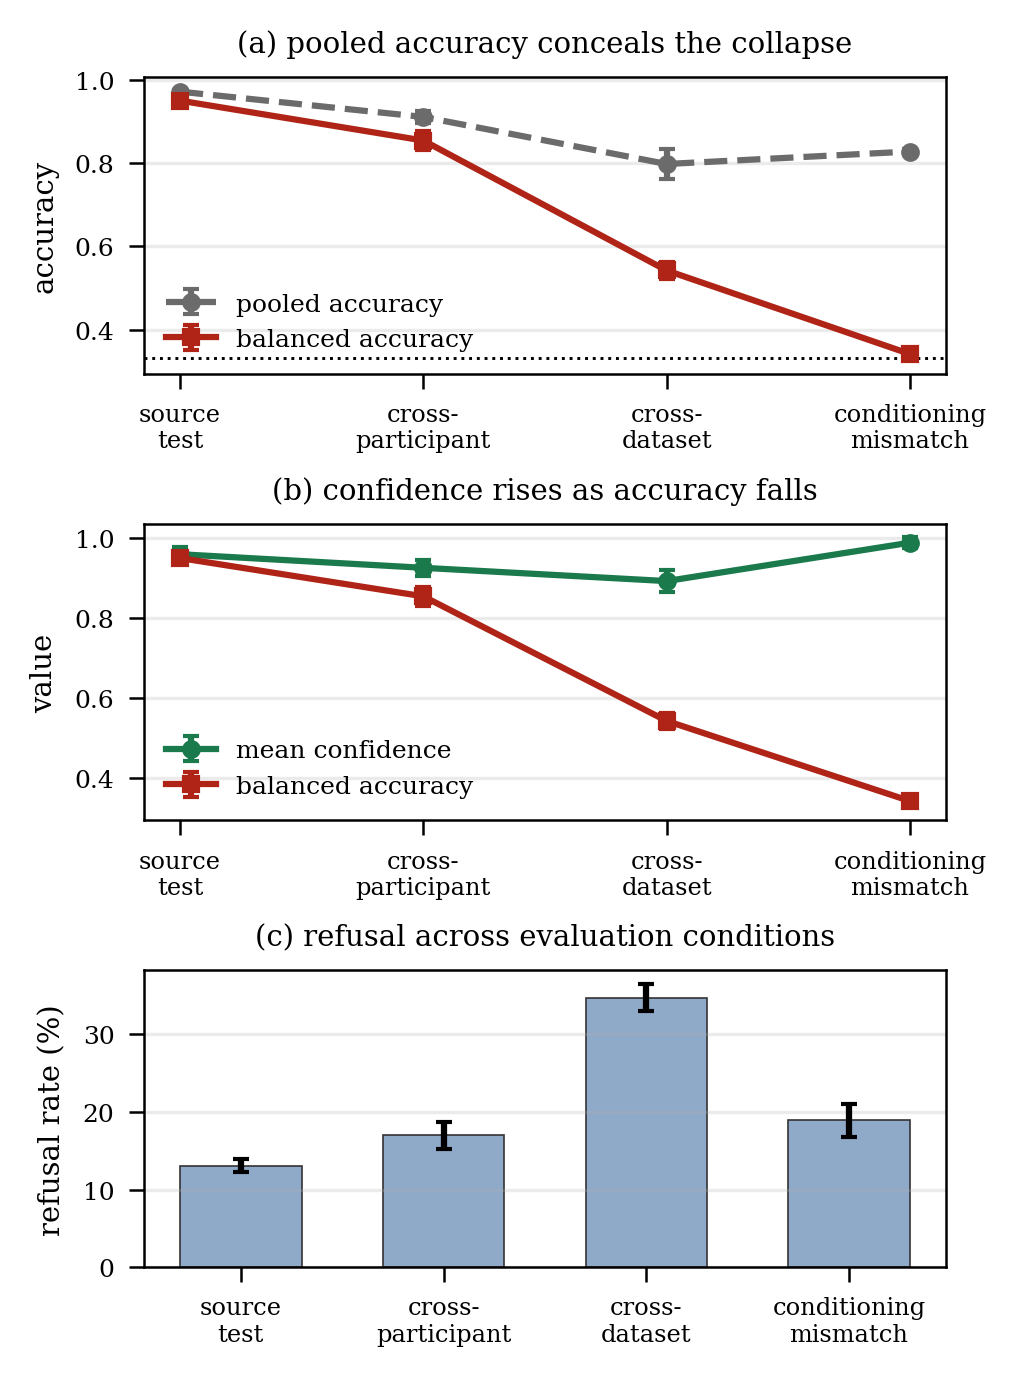 (a) pooled accuracy conceals the collapse
1.0
0.8
0.6
0.4
accuracy
pooled accuracy
balanced accuracy
source
test
cross-
participant
cross-
dataset
conditioning
mismatch
(b) confidence rises as accuracy falls
1.0
0.8
0.6
0.4
value
mean confidence
balanced accuracy
source
test
cross-
participant
cross-
dataset
conditioning
mismatch
(c) refusal across evaluation conditions
30
20
10
0
refusal rate (%)
source
test
cross-
participant
cross-
dataset
conditioning
mismatch